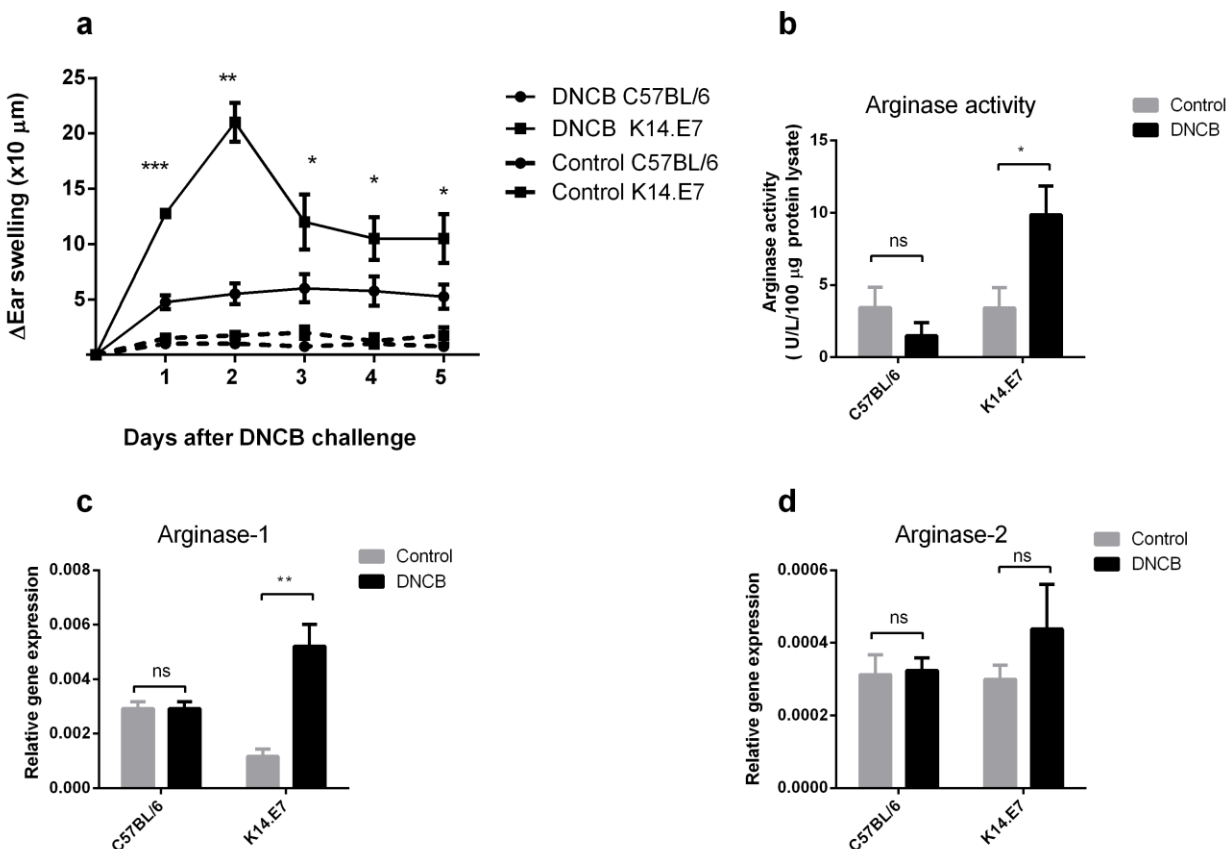 a
ΔEar swelling (x10 μm)
25
20
15
10
5
***
**
*
*
*
1
2
3
4
5
Days after DNCB challenge
DNCB C57BL/6
DNCB K14.E7
Control C57BL/6
Control K14.E7
b
Arginase activity
Control
DNCB
Arginase activity
( U/L/100 μg protein lysate)
15
10
5
0
ns
*
C57BL/6
K14.E7
c
Arginase-1
Control
DNCB
Relative gene expression
0.008
0.006
0.004
0.002
0.000
ns
**
C57BL/6
K14.E7
d
Arginase-2
Control
DNCB
Relative gene expression
0.0006
0.0004
0.0002
0.0000
ns
ns
C57BL/6
K14.E7